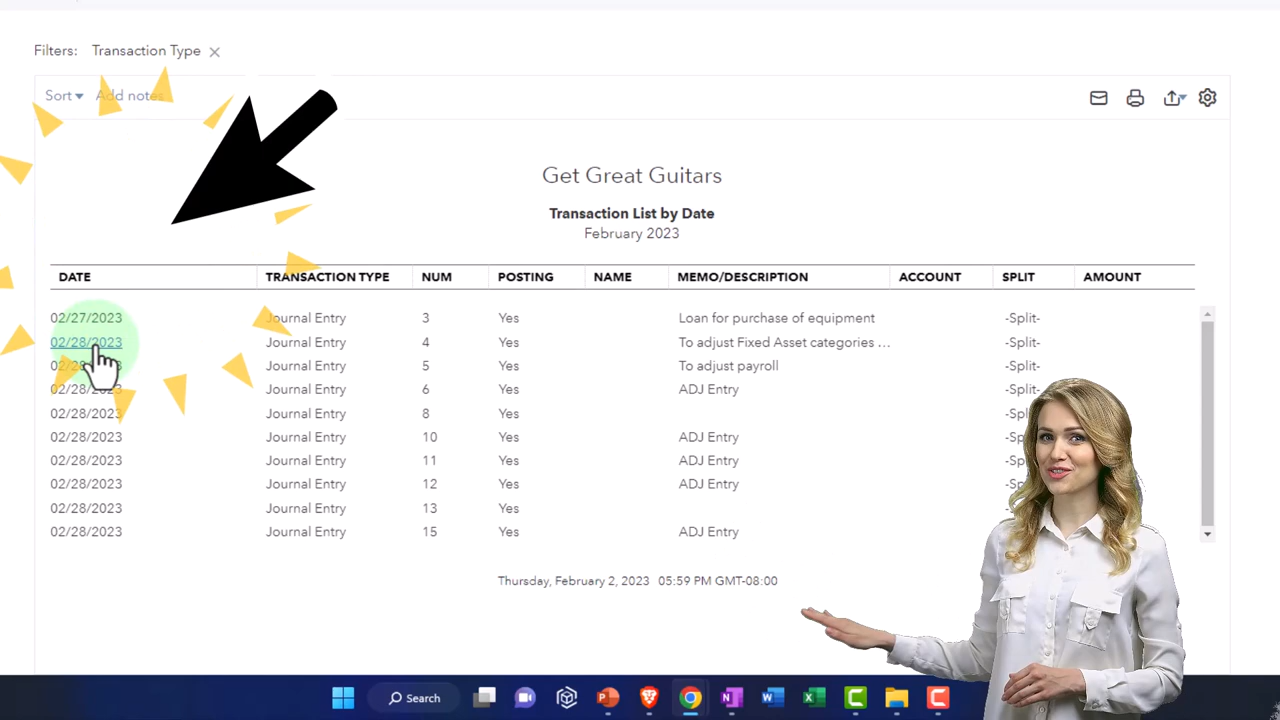 Filters: Transaction Type ×
Sort Add notes
Get Great Guitars
Transaction List by Date
February 2023
DATE TRANSACTION TYPE NUM POSTING NAME MEMO/DESCRIPTION ACCOUNT SPLIT AMOUNT
02/27/2023 Journal Entry 3 Yes Loan for purchase of equipment -Split-
02/28/2023 Journal Entry 4 Yes To adjust Fixed Asset categories ... -Split-
02/28/2023 Journal Entry 5 Yes To adjust payroll -Split-
02/28/2023 Journal Entry 6 Yes ADJ Entry -Split-
02/28/2023 Journal Entry 8 Yes
02/28/2023 Journal Entry 10 Yes ADJ Entry
02/28/2023 Journal Entry 11 Yes ADJ Entry
02/28/2023 Journal Entry 12 Yes ADJ Entry
02/28/2023 Journal Entry 13 Yes
02/28/2023 Journal Entry 15 Yes ADJ Entry
Thursday, February 2, 2023 05:59 PM GMT-08:00
Search